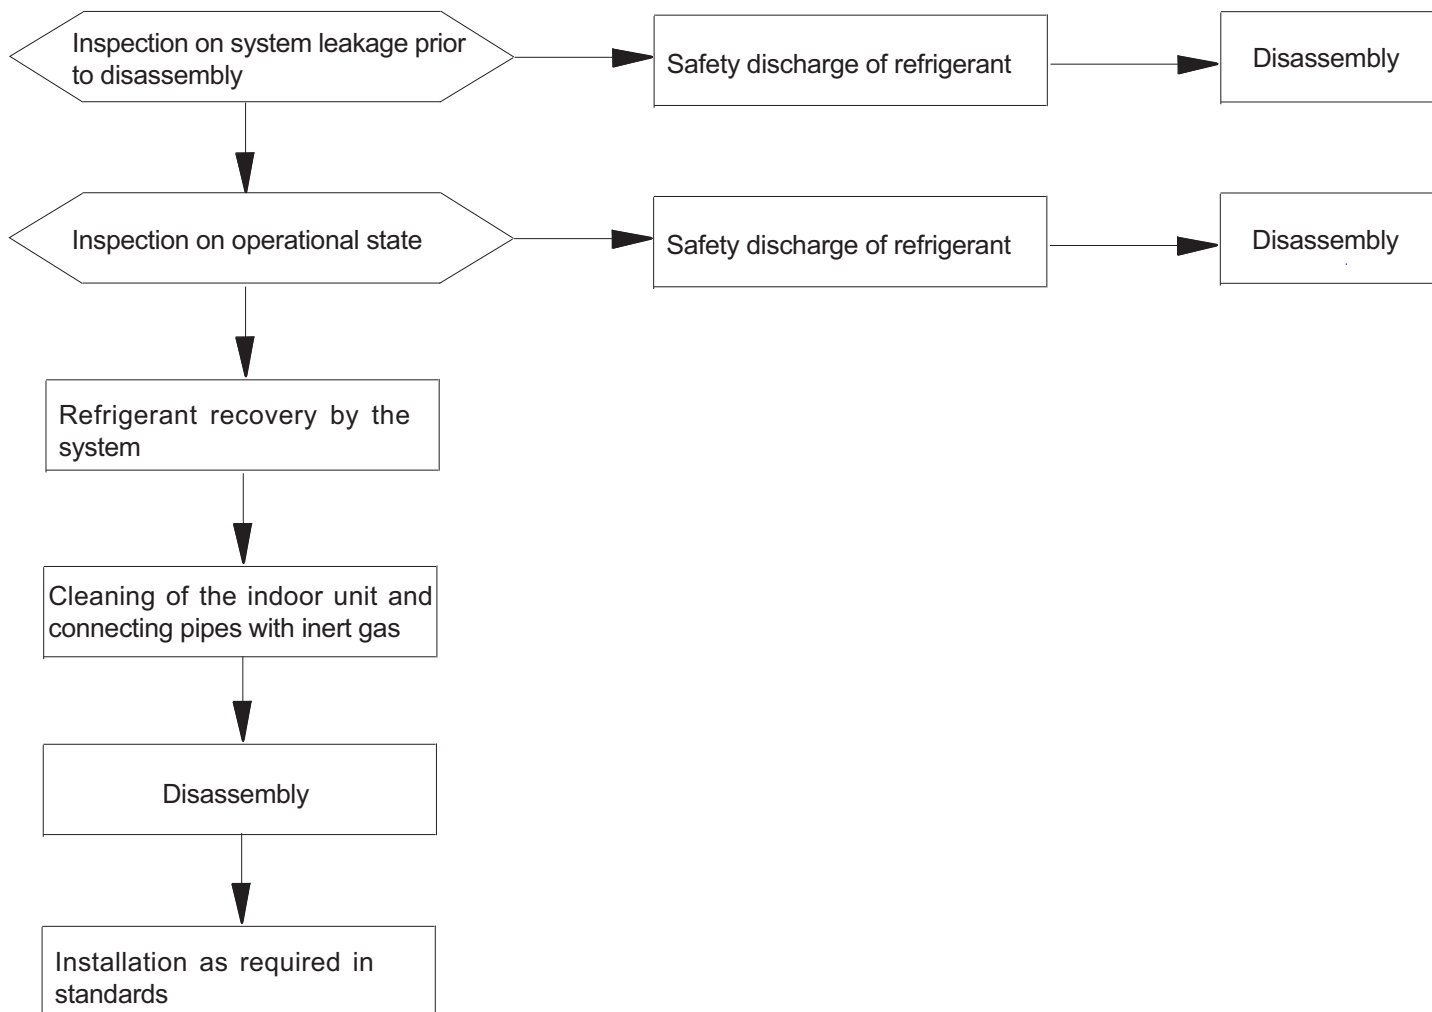 Inspection on system leakage prior
to disassembly
Safety discharge of refrigerant
Disassembly
Inspection on operational state
Safety discharge of refrigerant
Disassembly
Refrigerant recovery by the
system
Cleaning of the indoor unit and
connecting pipes with inert gas
Disassembly
Installation as required in
standards